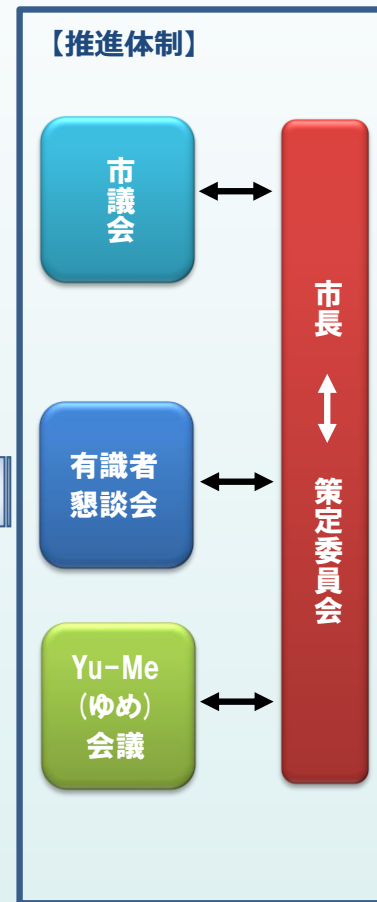 【推進体制】
市議会
有識者
懇談会
Yu-Me
(ゆめ)
会議
市長
策定委員会